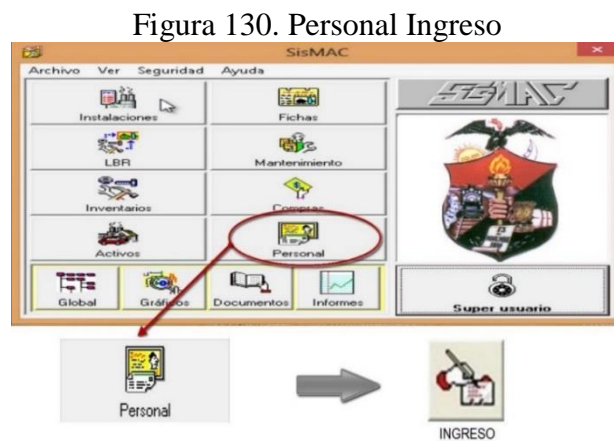 Figura 130. Personal Ingreso
SisMAC
Archivo Ver Seguridad Ayuda
Instalaciones
Fichas
SisMAC
LBR
Mantenimiento
Inventarios
Compras
Activos
Personal
Global
Gráficos
Documentos
Informes
Super usuario
Personal
INGRESO